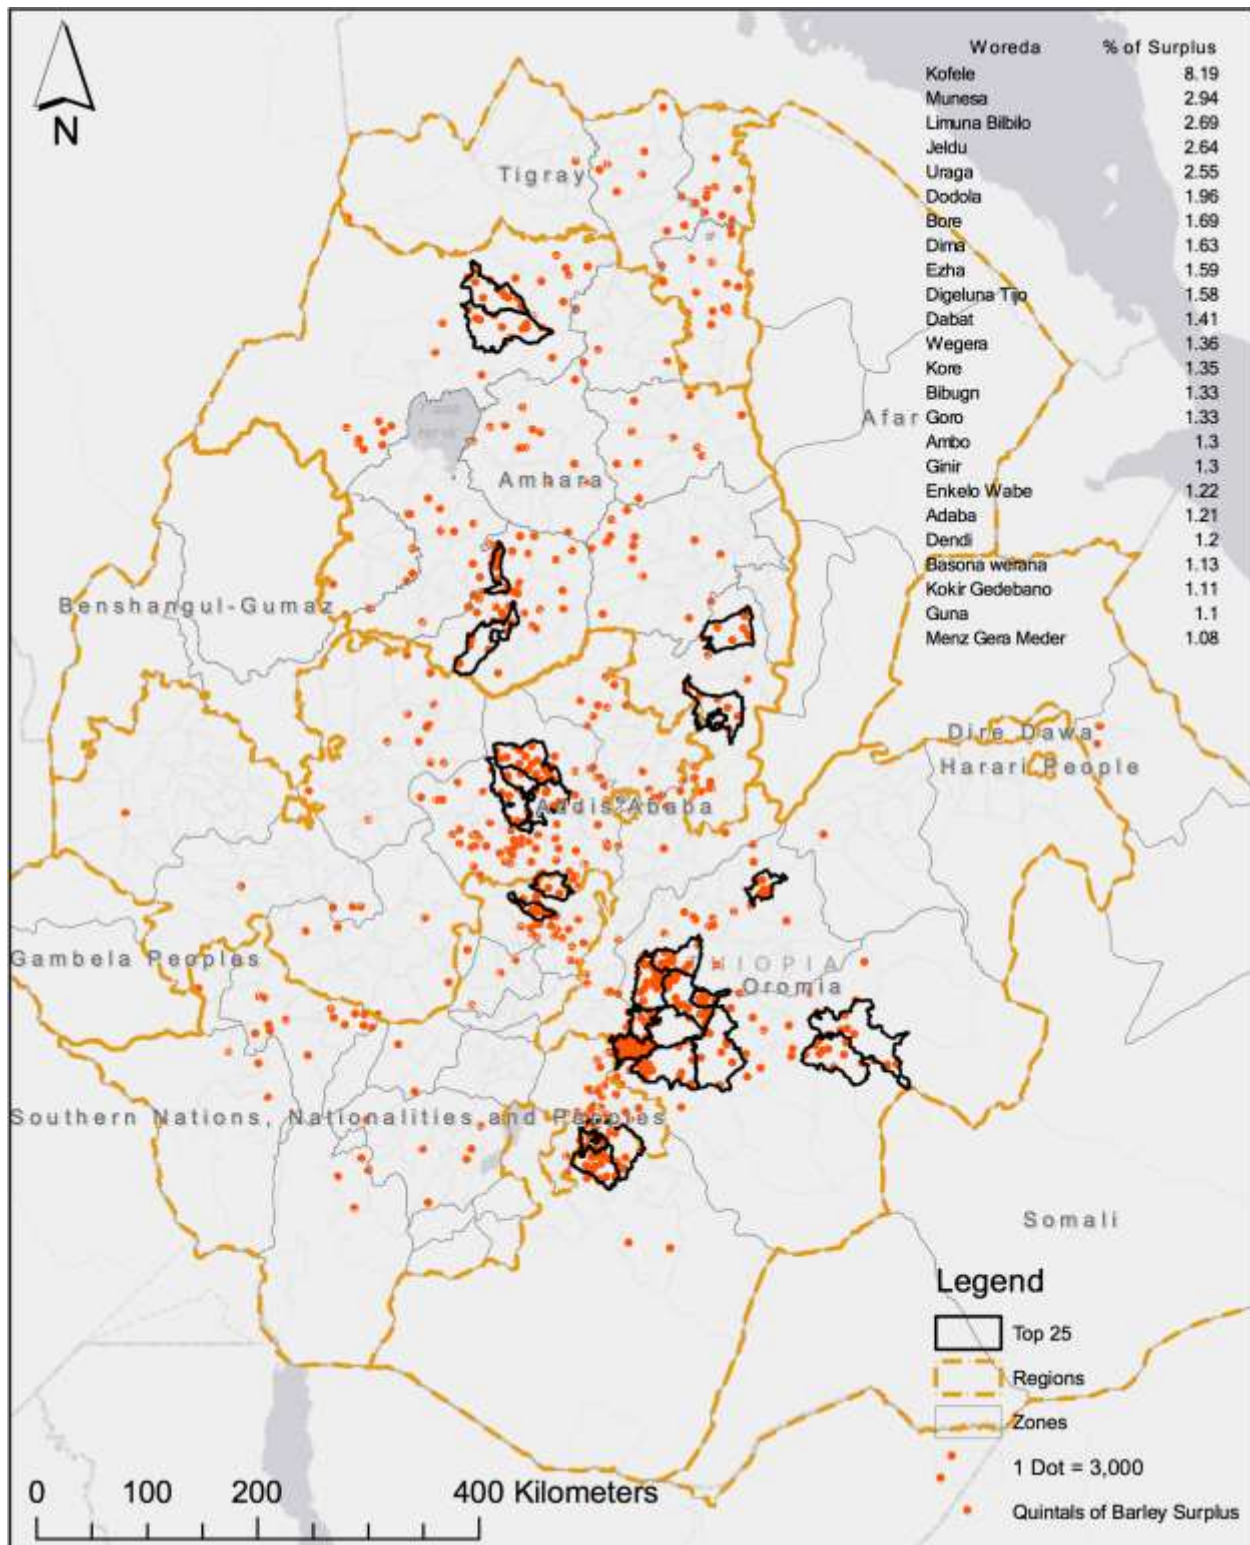 N
Woreda % of Surplus
Kofele 8.19
Munesa 2.94
Limuna Bilbilo 2.69
Jeldu 2.64
Uraga 2.55
Dodola 1.96
Bore 1.69
Dima 1.63
Ezha 1.59
Digeluna Tijo 1.58
Dabat 1.41
Wegera 1.36
Kore 1.35
Bibugn 1.33
Goro 1.33
Ambo 1.3
Ginir 1.3
Enkelo Wabe 1.22
Adaba 1.21
Dendi 1.2
Basona werana 1.13
Kokir Gedebano 1.11
Guna 1.1
Menz Gera Meder 1.08
Tigray
Afar
Amhara
Benshangul-Gumaz
Dire Dawa
Harari People
Addis Ababa
Gambela Peoples
ETHIOPIA
Oromia
Southern Nations, Nationalities and Peoples
Somali
Legend
Top 25
Regions
Zones
1 Dot = 3,000
Quintals of Barley Surplus
0 100 200 400 Kilometers